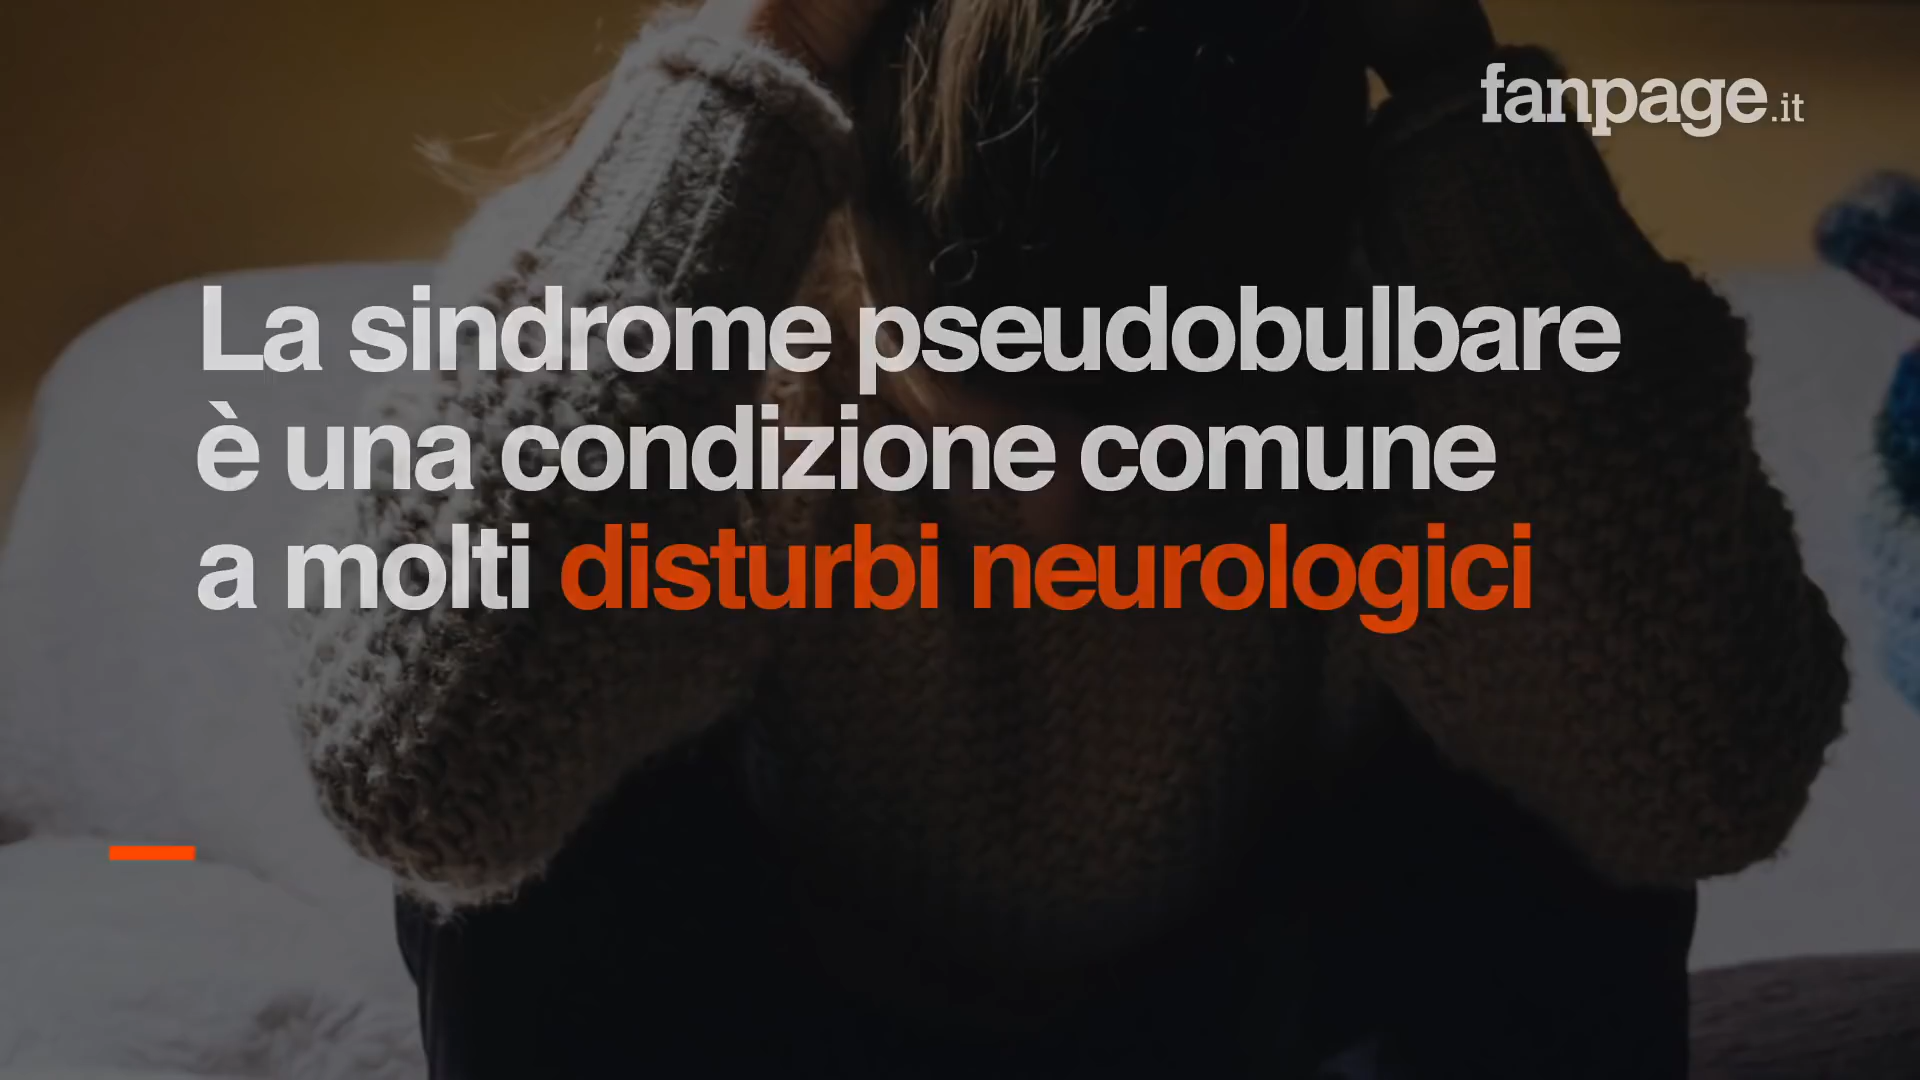 fanpage.it
La sindrome pseudobulbare
è una condizione comune
a molti disturbi neurologici